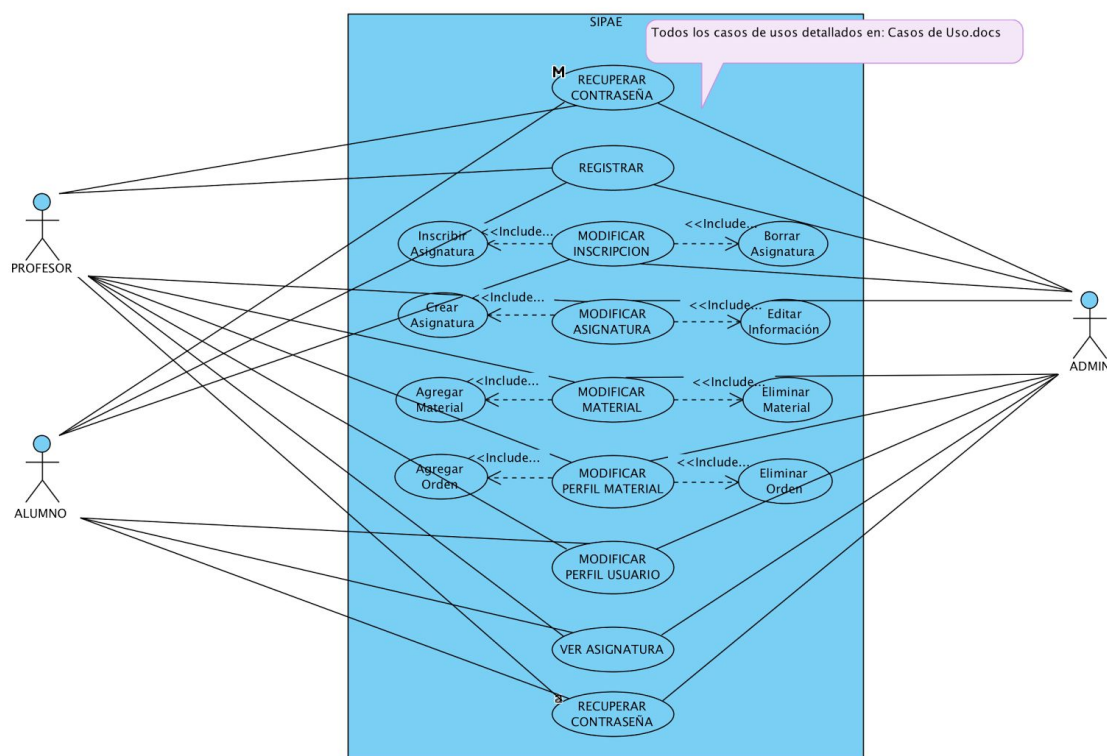 SIPAE
Todos los casos de usos detallados en: Casos de Uso.docs
M
RECUPERAR
CONTRASEÑA
REGISTRAR
PROFESOR
Inscribir
Asignatura
<<Include...
MODIFICAR
INSCRIPCION
<<Include...
Borrar
Asignatura
Crear
Asignatura
<<Include...
MODIFICAR
ASIGNATURA
<<Include...
Editar
Información
ADMIN
Agregar
Material
<<Include...
MODIFICAR
MATERIAL
<<Include...
Eliminar
Material
Agregar
Orden
<<Include...
MODIFICAR
PERFIL MATERIAL
<<Include...
Eliminar
Orden
ALUMNO
MODIFICAR
PERFIL USUARIO
VER ASIGNATURA
a
RECUPERAR
CONTRASEÑA